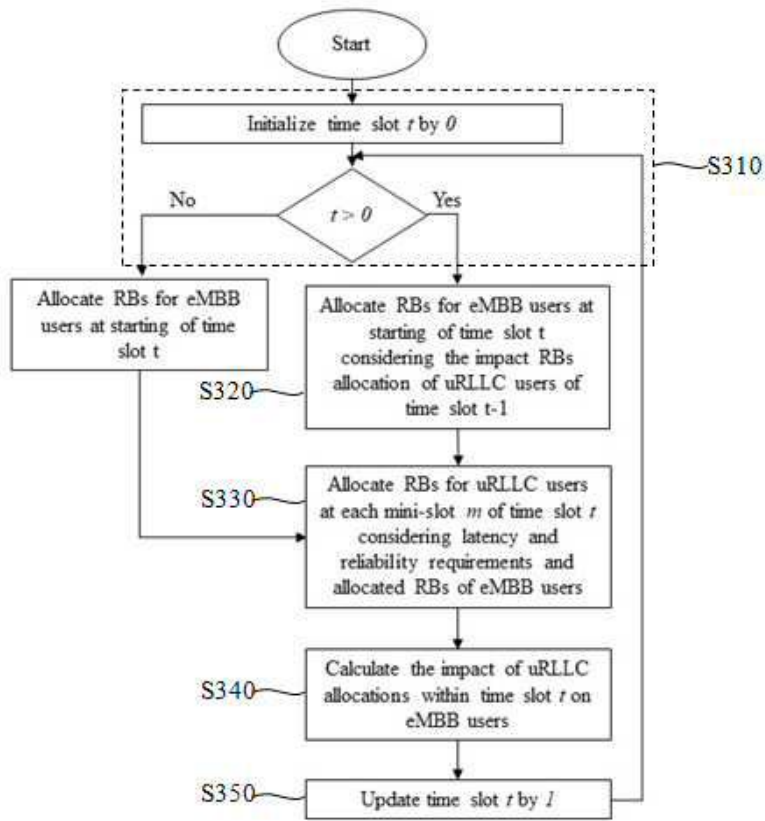 Start
Initialize time slot t by 0
S310
No
t > 0
Yes
Allocate RBs for eMBB
users at starting of time
slot t
Allocate RBs for eMBB users at
starting of time slot t
considering the impact RBs
allocation of uRLLC users of
time slot t-1
S320
S330
Allocate RBs for uRLLC users
at each mini-slot m of time slot t
considering latency and
reliability requirements and
allocated RBs of eMBB users
S340
Calculate the impact of uRLLC
allocations within time slot t on
eMBB users
S350
Update time slot t by 1